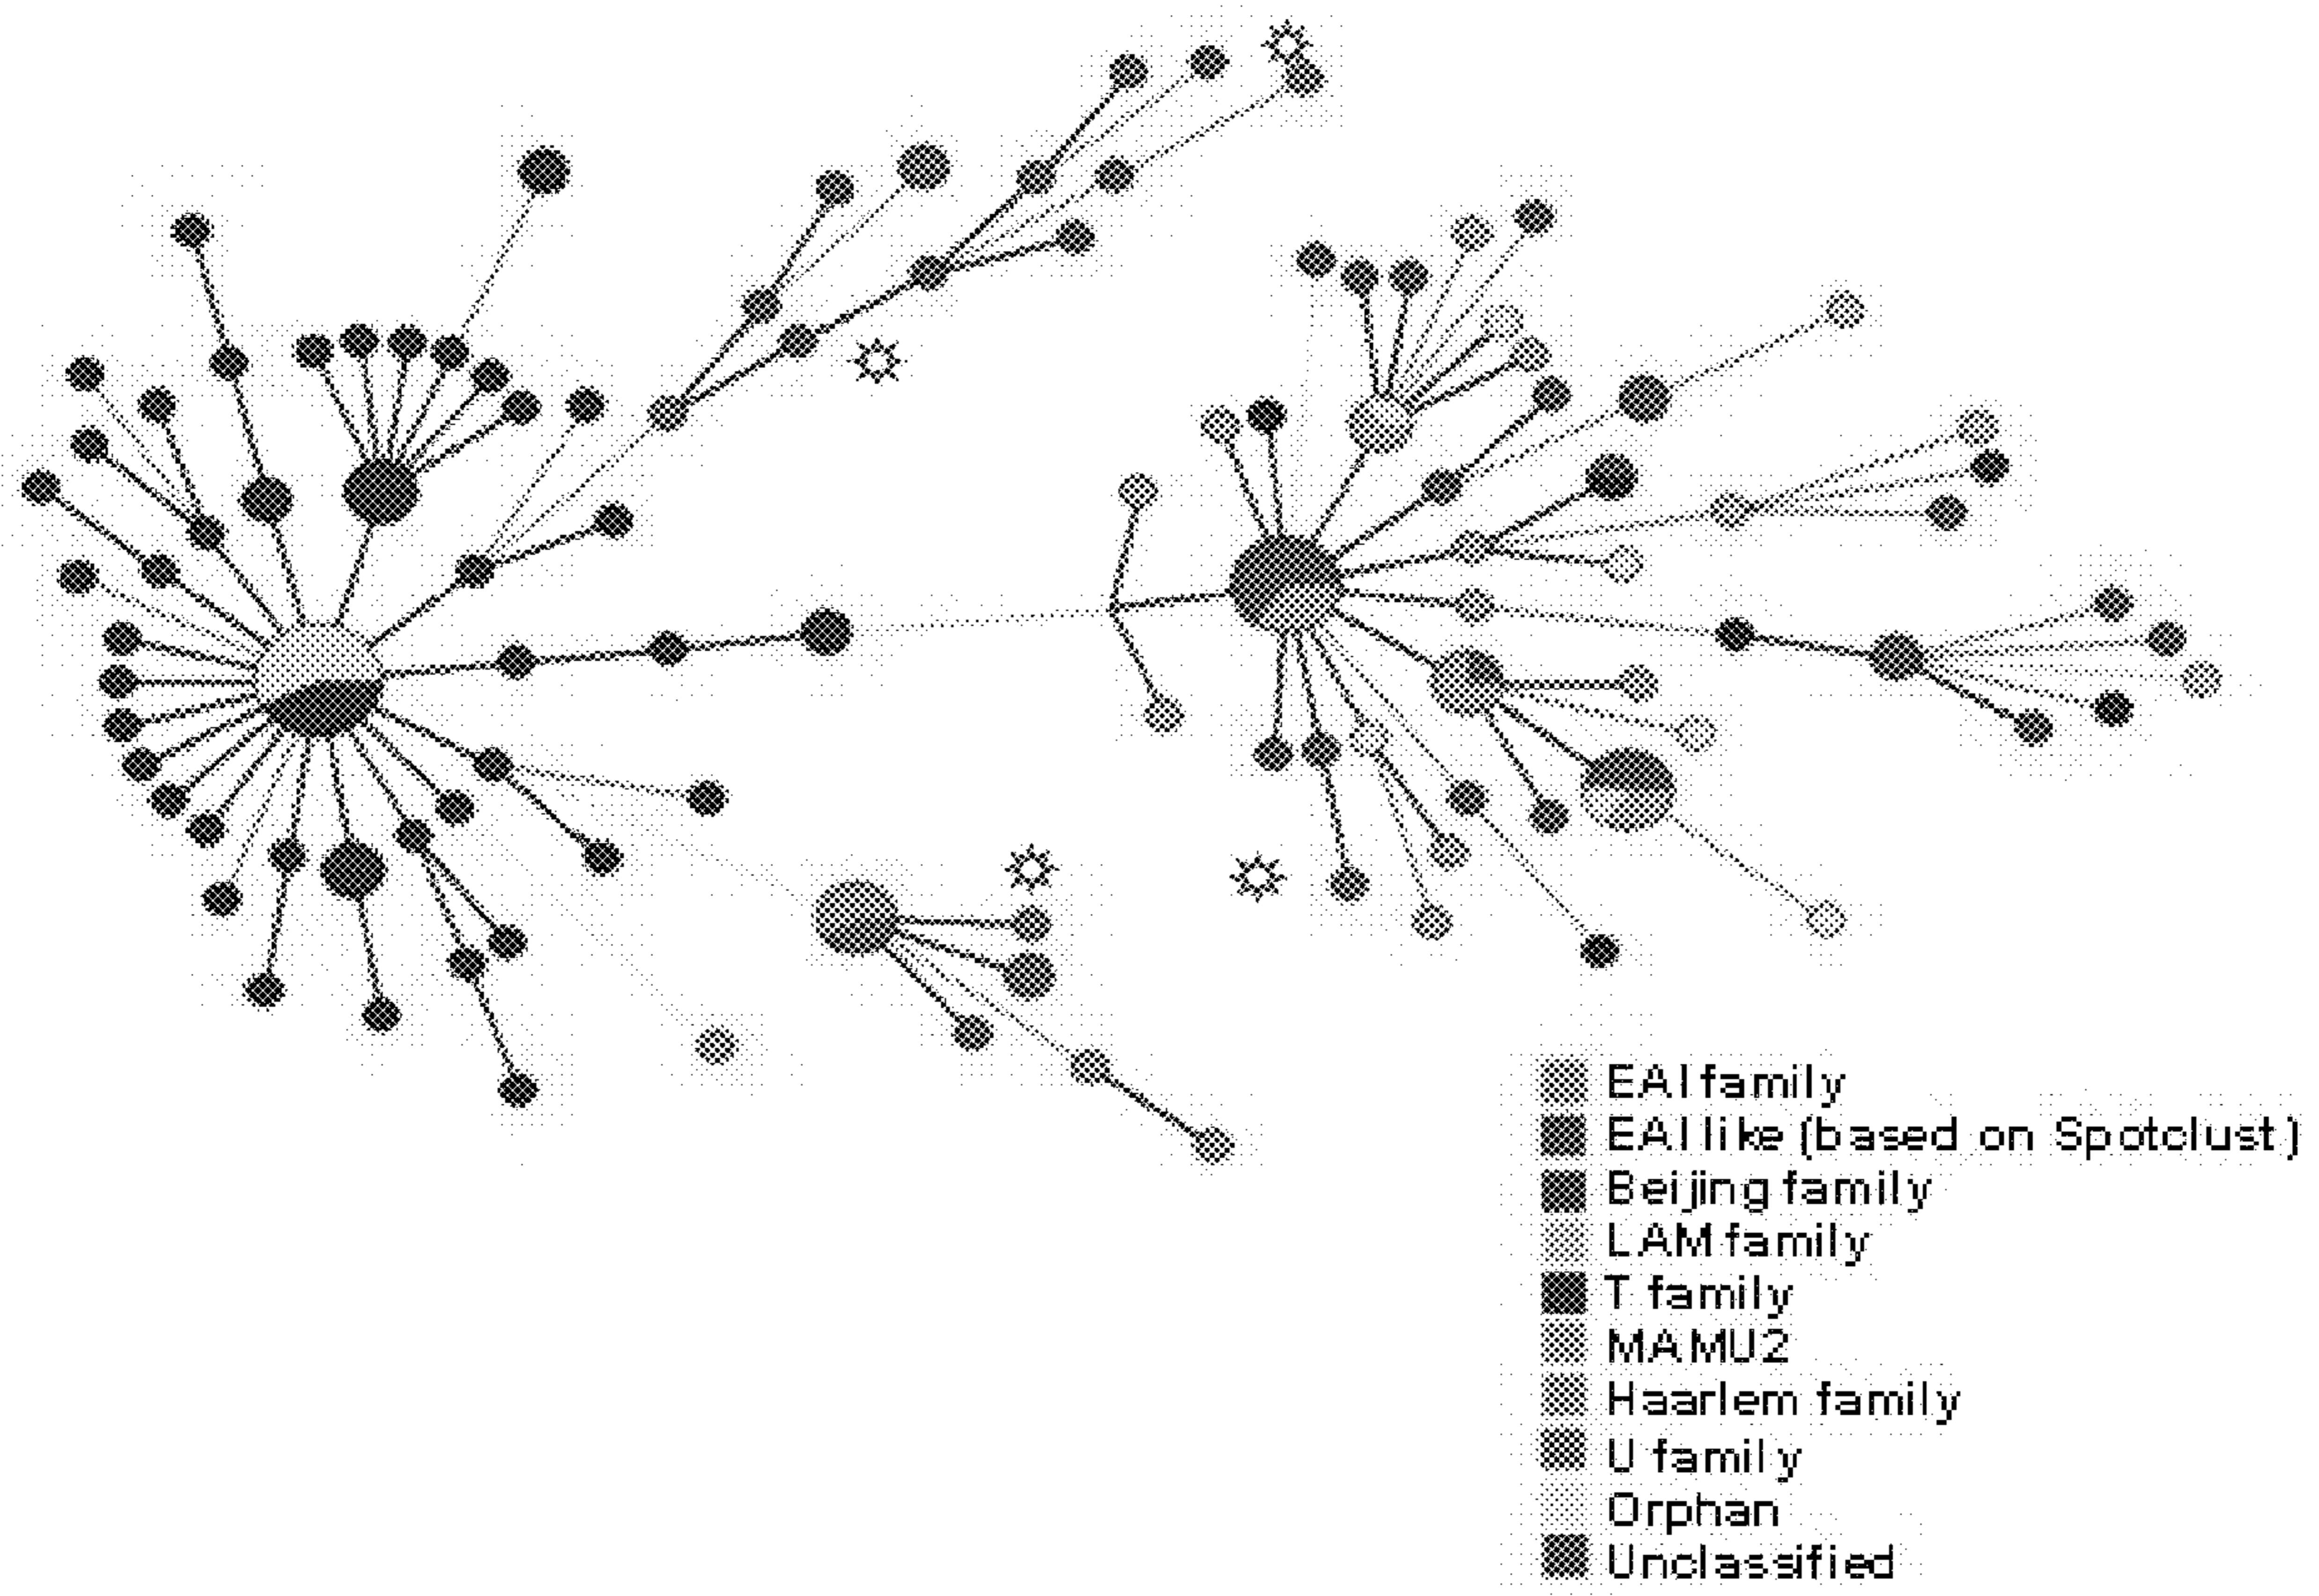 EAI family
EAI like (based on Spotclust)
Beijing family
LAM family
T family
MAMU2
Haarlem family
U family
Orphan
Unclassified